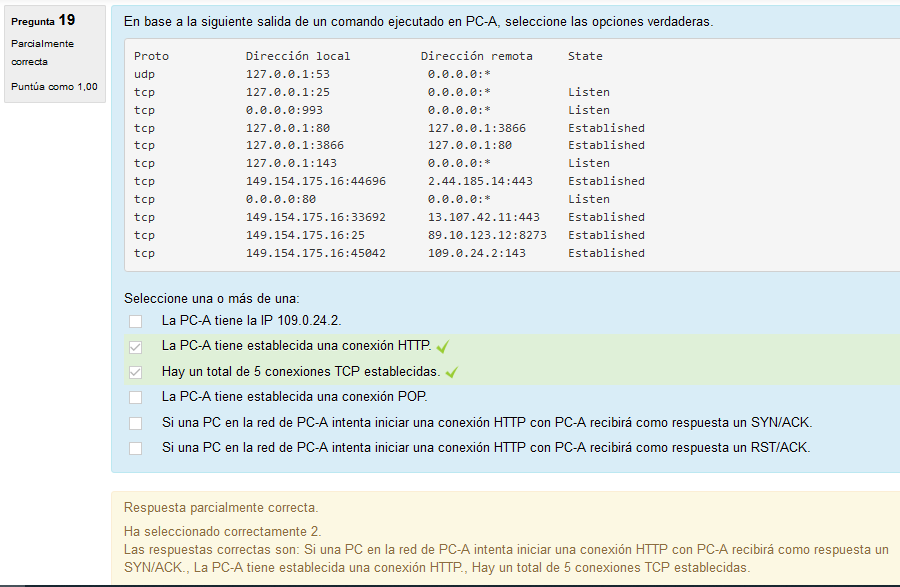 Pregunta 19
Parcialmente
correcta
Puntúa como 1,00
En base a la siguiente salida de un comando ejecutado en PC-A, seleccione las opciones verdaderas.
Proto Dirección local Dirección remota State
udp 127.0.0.1:53 0.0.0.0:*
tcp 127.0.0.1:25 0.0.0.0:* Listen
tcp 0.0.0.0:993 0.0.0.0:* Listen
tcp 127.0.0.1:80 127.0.0.1:3866 Established
tcp 127.0.0.1:3866 127.0.0.1:80 Established
tcp 127.0.0.1:143 0.0.0.0:* Listen
tcp 149.154.175.16:44696 2.44.185.14:443 Established
tcp 0.0.0.0:80 0.0.0.0:* Listen
tcp 149.154.175.16:33692 13.107.42.11:443 Established
tcp 149.154.175.16:25 89.10.123.12:8273 Established
tcp 149.154.175.16:45042 109.0.24.2:143 Established
Seleccione una o más de una:
La PC-A tiene la IP 109.0.24.2.
La PC-A tiene establecida una conexión HTTP.
Hay un total de 5 conexiones TCP establecidas.
La PC-A tiene establecida una conexión POP.
Si una PC en la red de PC-A intenta iniciar una conexión HTTP con PC-A recibirá como respuesta un SYN/ACK.
Si una PC en la red de PC-A intenta iniciar una conexión HTTP con PC-A recibirá como respuesta un RST/ACK.
Respuesta parcialmente correcta.
Ha seleccionado correctamente 2.
Las respuestas correctas son: Si una PC en la red de PC-A intenta iniciar una conexión HTTP con PC-A recibirá como respuesta un
SYN/ACK., La PC-A tiene establecida una conexión HTTP., Hay un total de 5 conexiones TCP establecidas.